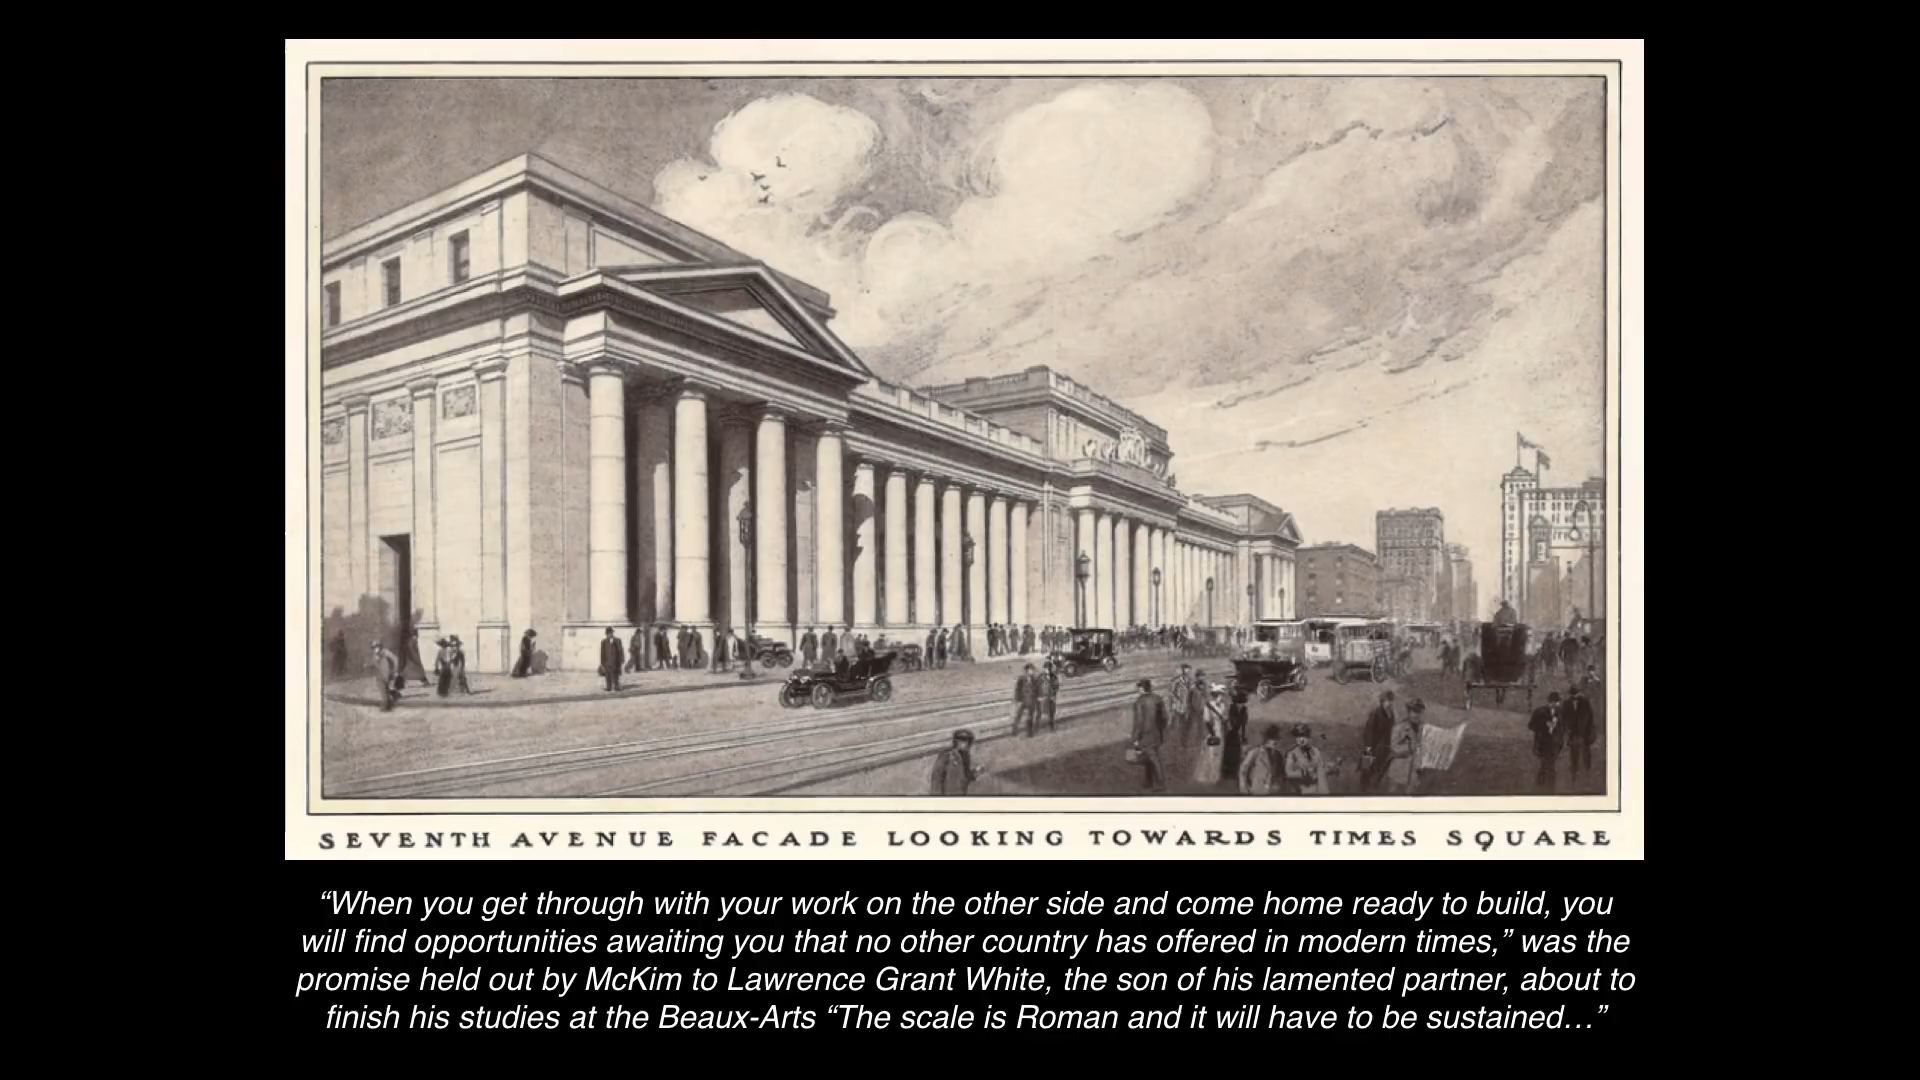 SEVENTH AVENUE FACADE LOOKING TOWARDS TIMES SQUARE
“When you get through with your work on the other side and come home ready to build, you
will find opportunities awaiting you that no other country has offered in modern times,” was the
promise held out by McKim to Lawrence Grant White, the son of his lamented partner, about to
finish his studies at the Beaux-Arts “The scale is Roman and it will have to be sustained…”